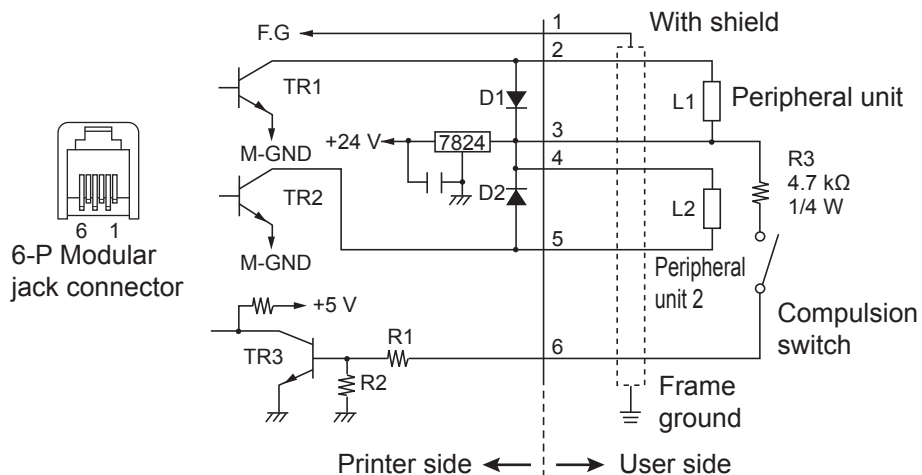 1
With shield
F.G
2
TR1
D1
L1
Peripheral unit
M-GND
+24 V
7824
3
4
R3
4.7 kΩ
1/4 W
TR2
D2
L2
6 1
6-P Modular
jack connector
M-GND
5
Peripheral
unit 2
+5 V
Compulsion
switch
TR3
R1
6
R2
Frame
ground
Printer side
User side